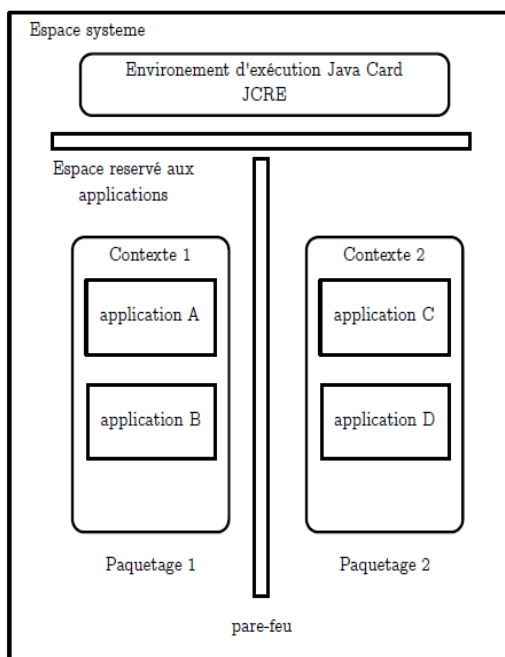 Espace systeme
Environement d'exécution Java Card
JCRE
Espace reservé aux
applications
Contexte 1
application A
application B
Paquetage 1
Contexte 2
application C
application D
Paquetage 2
pare-feu